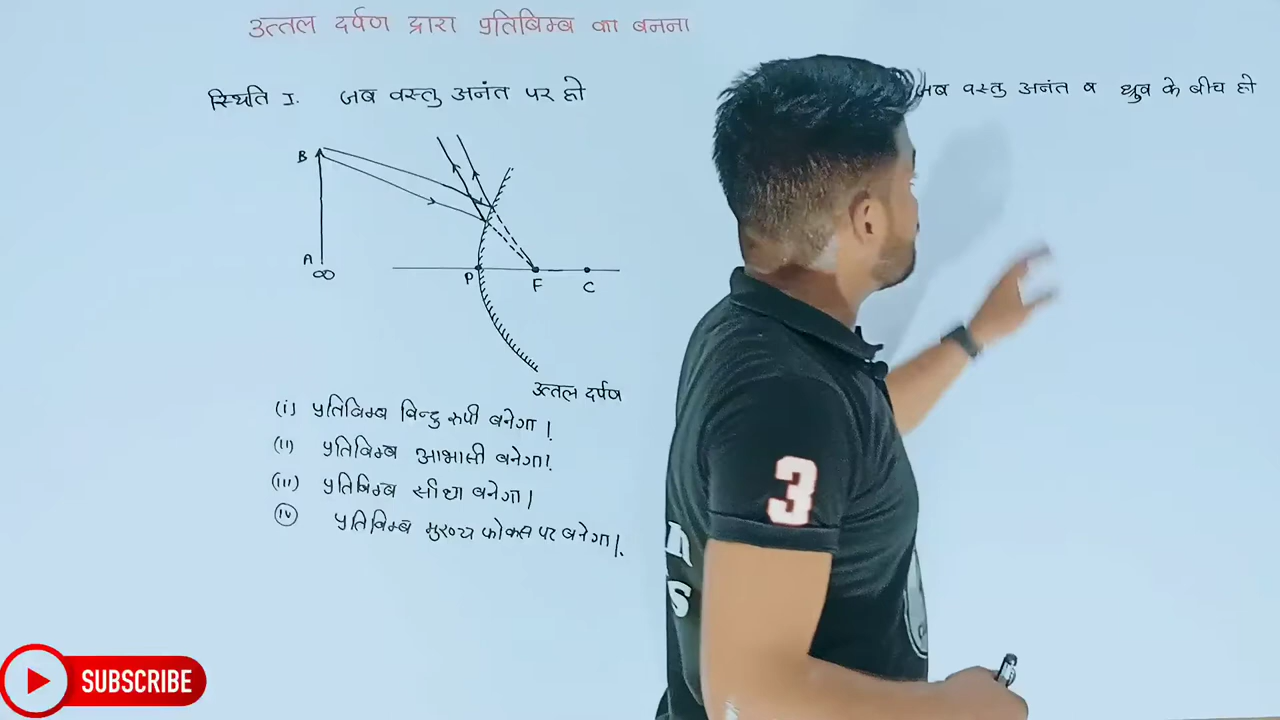 उत्तल दर्पण द्वारा प्रतिबिम्ब का बनना
स्थिति I. जब वस्तु अनंत पर हो
जब वस्तु अनंत व ध्रुव के बीच हो
B
A
∞
P F C
उत्तल दर्पण
(i) प्रतिबिम्ब बिन्दु रूपी बनेगा।
(ii) प्रतिबिम्ब आभासी बनेगा।
(iii) प्रतिबिम्ब सीधा बनेगा।
(iv) प्रतिबिम्ब मुख्य फोकस पर बनेगा।
3
SUBSCRIBE